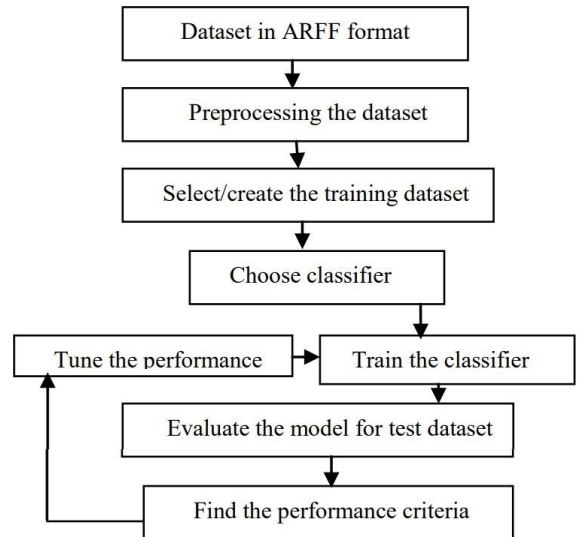 Dataset in ARFF format
Preprocessing the dataset
Select/create the training dataset
Choose classifier
Tune the performance
Train the classifier
Evaluate the model for test dataset
Find the performance criteria